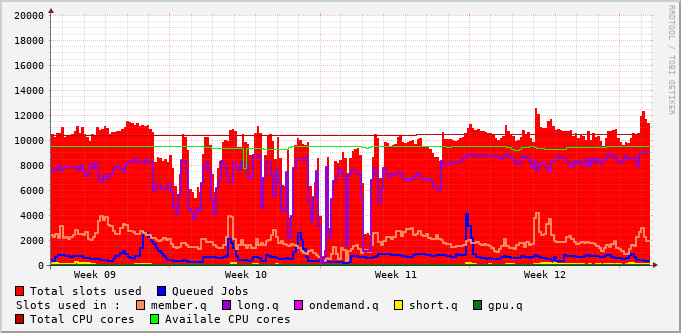 20000
18000
16000
14000
12000
10000
8000
6000
4000
2000
0
Week 09 Week 10 Week 11 Week 12
RRDTOOL / TOBI OETIKER
Total slots used Queued Jobs
Slots used in : member.q long.q ondemand.q short.q gpu.q
Total CPU cores Availale CPU cores